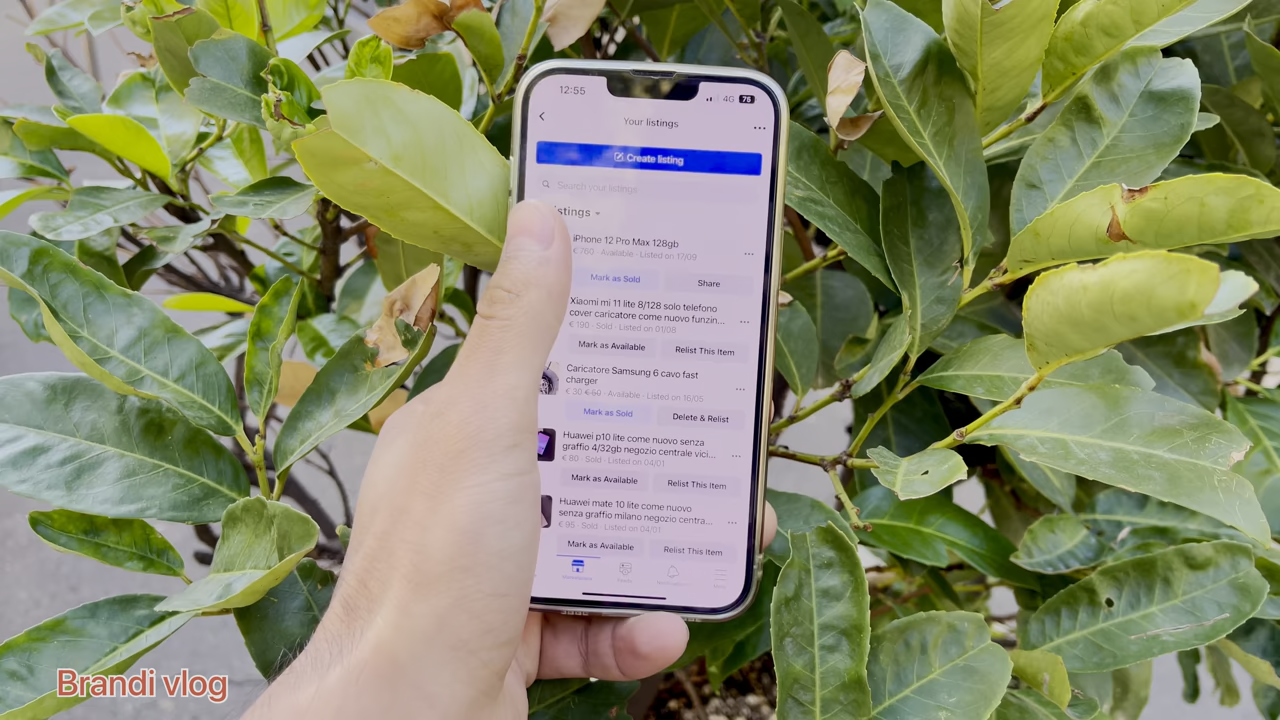 12:55
4G 75
Your listings
Create listing
Search your listings
istings
iPhone 12 Pro Max 128gb
€ 760 · Available · Listed on 17/09
Mark as Sold
Share
Xiaomi mi 11 lite 8/128 solo telefono
cover caricatore come nuovo funzin...
€ 190 · Sold · Listed on 01/08
Mark as Available
Relist This Item
Caricatore Samsung 6 cavo fast
charger
€ 30 € 50 · Available · Listed on 16/05
Mark as Sold
Delete & Relist
Huawei p10 lite come nuovo senza
graffio 4/32gb negozio centrale vici...
€ 80 · Sold · Listed on 04/01
Mark as Available
Relist This Item
Huawei mate 10 lite come nuovo
senza graffio milano negozio centra...
€ 95 · Sold · Listed on 04/01
Mark as Available
Relist This Item
Brandi vlog